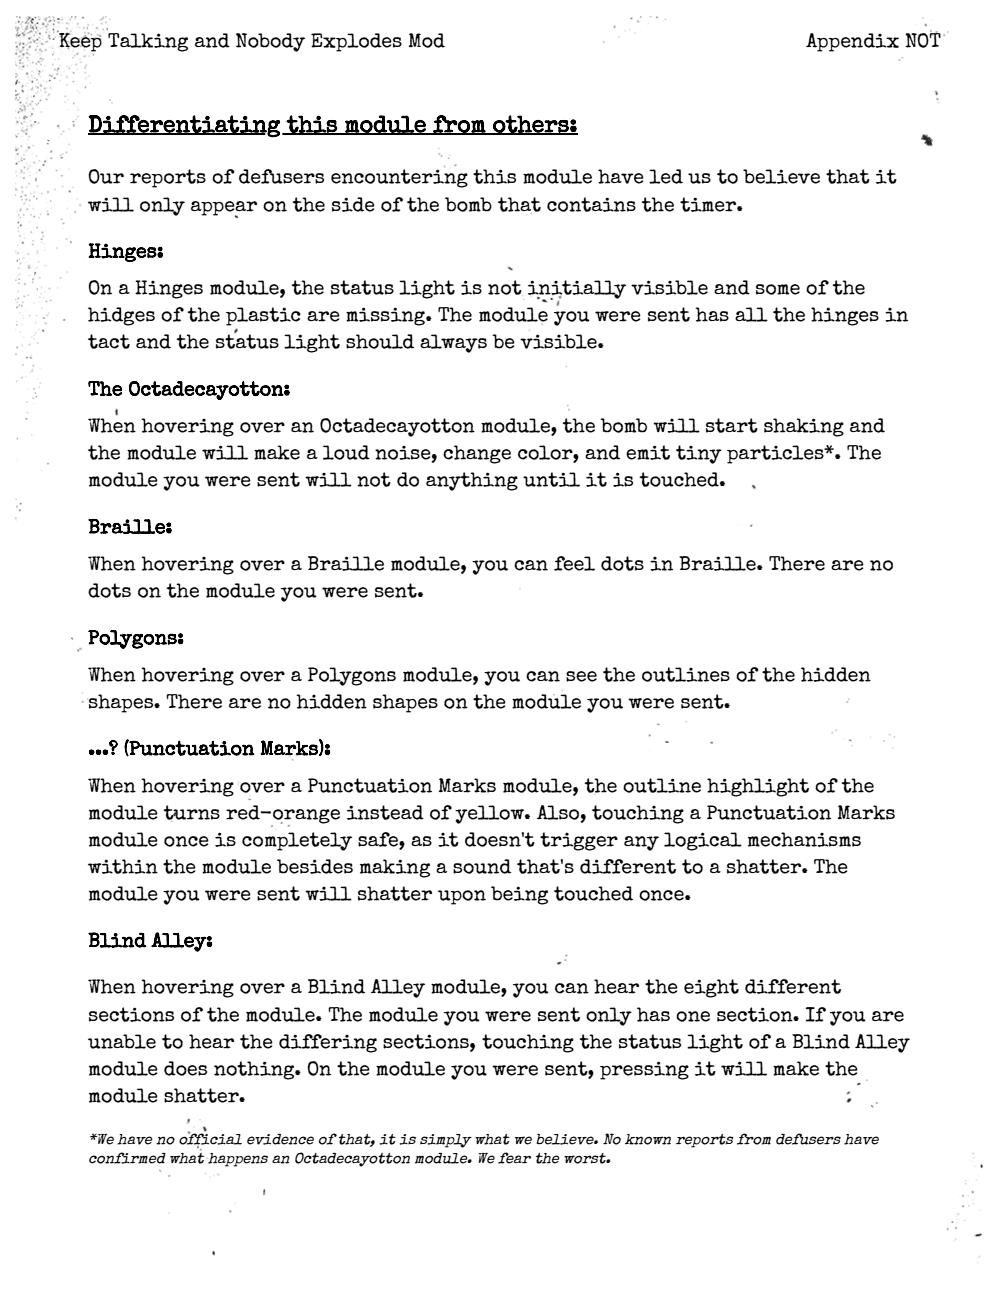 Keep Talking and Nobody Explodes Mod
Appendix NOT
Differentiating this module from others:
Our reports of defusers encountering this module have led us to believe that it
will only appear on the side of the bomb that contains the timer.
Hinges:
On a Hinges module, the status light is not initially visible and some of the
hidges of the plastic are missing. The module you were sent has all the hinges in
tact and the status light should always be visible.
The Octadecayotton:
When hovering over an Octadecayotton module, the bomb will start shaking and
the module will make a loud noise, change color, and emit tiny particles*. The
module you were sent will not do anything until it is touched.
Braille:
When hovering over a Braille module, you can feel dots in Braille. There are no
dots on the module you were sent.
Polygons:
When hovering over a Polygons module, you can see the outlines of the hidden
shapes. There are no hidden shapes on the module you were sent.
...? (Punctuation Marks):
When hovering over a Punctuation Marks module, the outline highlight of the
module turns red-orange instead of yellow. Also, touching a Punctuation Marks
module once is completely safe, as it doesn't trigger any logical mechanisms
within the module besides making a sound that's different to a shatter. The
module you were sent will shatter upon being touched once.
Blind Alley:
When hovering over a Blind Alley module, you can hear the eight different
sections of the module. The module you were sent only has one section. If you are
unable to hear the differing sections, touching the status light of a Blind Alley
module does nothing. On the module you were sent, pressing it will make the
module shatter.
*We have no official evidence of that, it is simply what we believe. No known reports from defusers have
confirmed what happens an Octadecayotton module. We fear the worst.